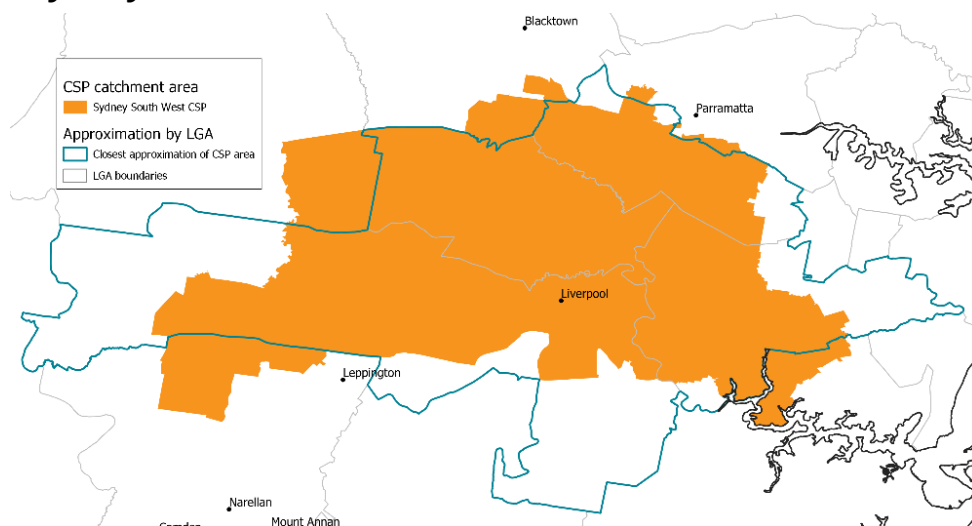 Blacktown
CSP catchment area
Sydney South West CSP
Parramatta
Approximation by LGA
Closest approximation of CSP area
LGA boundaries
Liverpool
Leppington
Narellan
Mount Annan